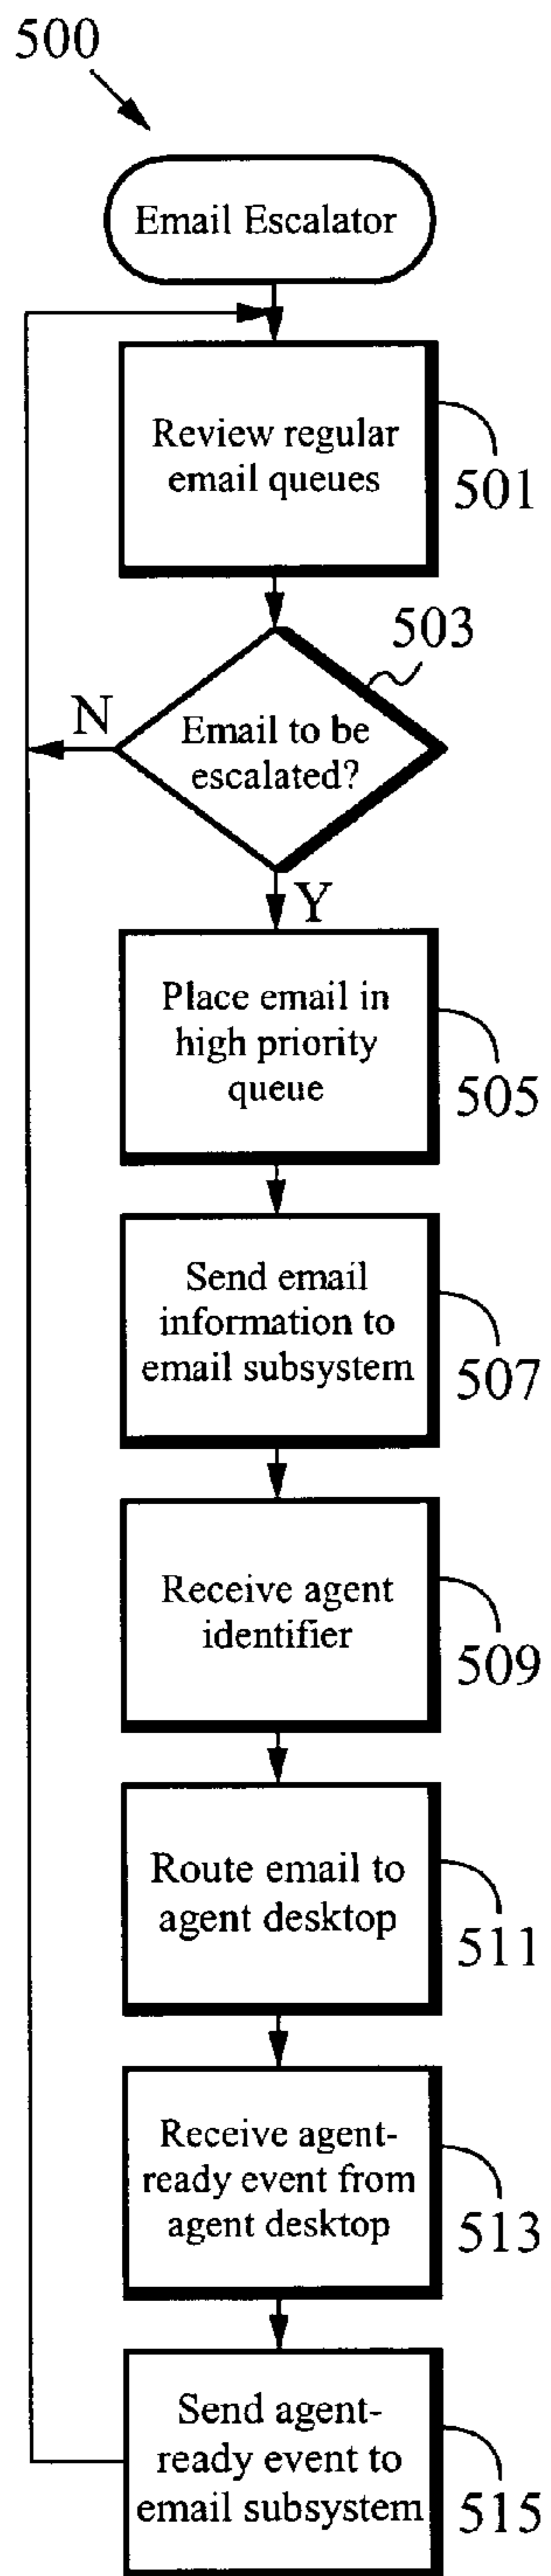 500
Email Escalator
Review regular
email queues
501
503
N
Email to be
escalated?
Y
Place email in
high priority
queue
505
Send email
information to
email subsystem
507
Receive agent
identifier
509
Route email to
agent desktop
511
Receive agent-
ready event from
agent desktop
513
Send agent-
ready event to
email subsystem
515